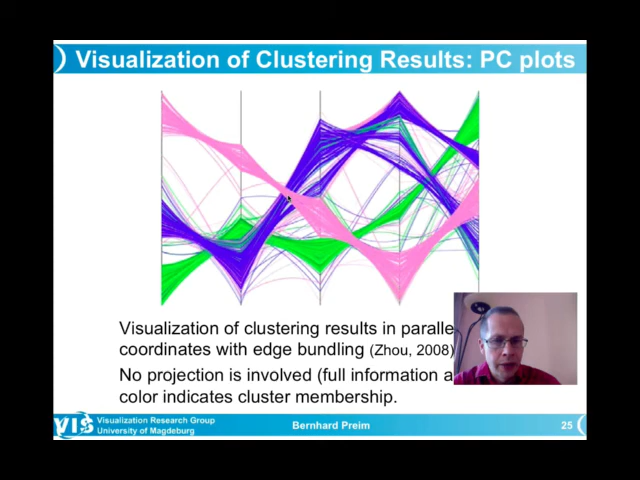 Visualization of Clustering Results: PC plots
Visualization of clustering results in paralle
coordinates with edge bundling (Zhou, 2008)
No projection is involved (full information a
color indicates cluster membership.
VIS
Visualization Research Group
University of Magdeburg
Bernhard Preim
25